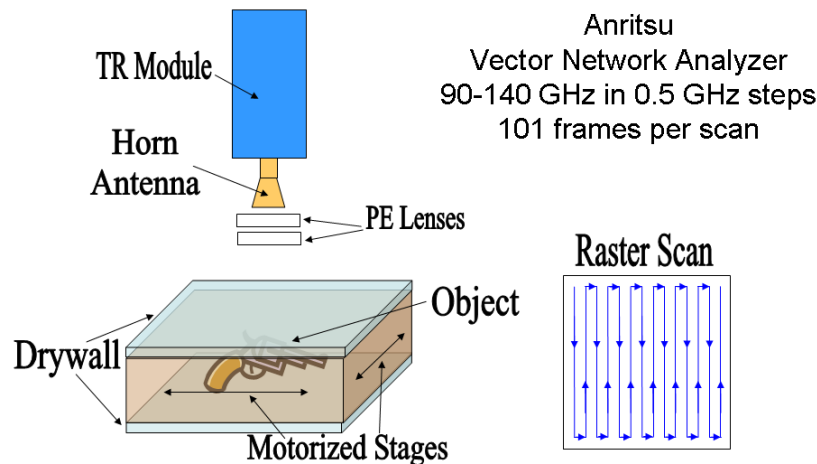 Anritsu
Vector Network Analyzer
90-140 GHz in 0.5 GHz steps
101 frames per scan
TR Module
Horn
Antenna
PE Lenses
Raster Scan
Object
Drywall
Motorized Stages